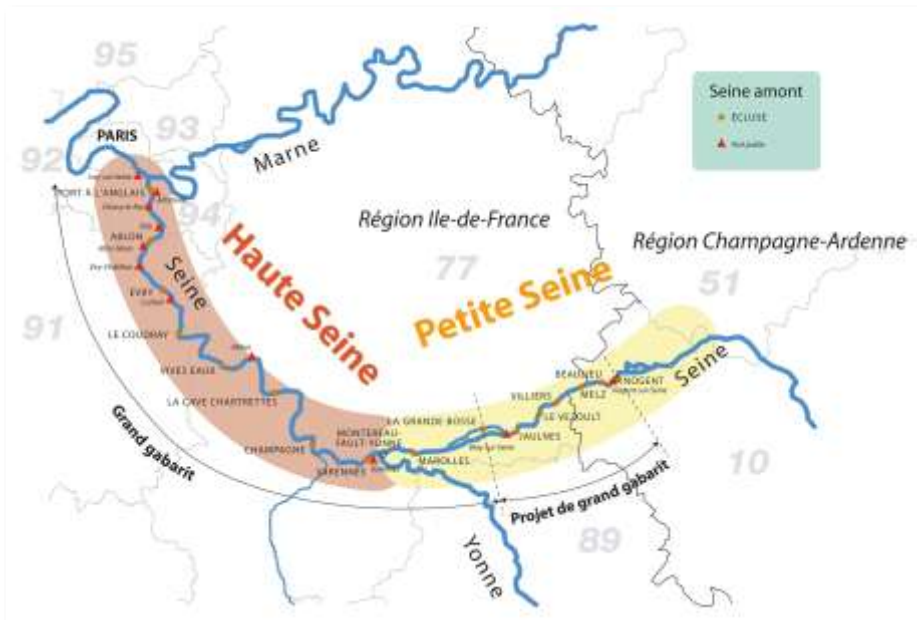 95
Seine amont
ÉCLUSE
93
PARIS
Marne
92
PORT À L'ANGLAIS
94
Région Ile-de-France
Région Champagne-Ardenne
ABLON
Haute Seine
77
Petite Seine
51
Seine
EVRY
91
LE COUDRAY
Seine
VIVES EAUX
BEAULIEU
NOGENT
MELZ
LA CAVE CHARTRETTES
VILLIERS
LE VEZOULT
LA GRANDE BOSSE
Grand gabarit
MONTEREAU-
FAULT-YONNE
JAULNES
CHAMPAGNE
MAROLLES
VARENNES
10
Projet de grand gabarit
89
Yonne